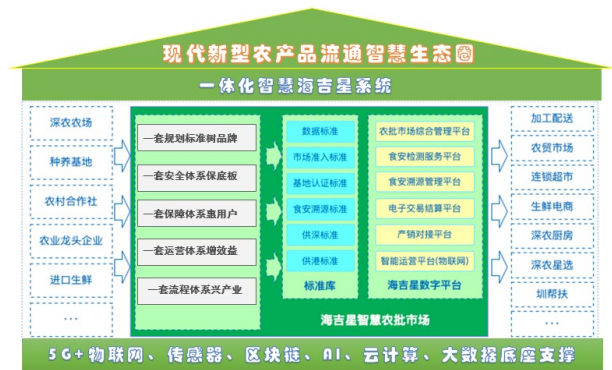 现代新型农产品流通智慧生态圈
一体化智慧海吉星系统
深农农场
种养基地
农村合作社
农业龙头企业
进口生鲜
...
一套规划标准树品牌
一套安全体系保底板
一套保障体系惠用户
一套运营体系增效益
一套流程体系兴产业
数据标准
市场准入标准
基地认证标准
食安溯源标准
供深标准
供港标准
标准库
农批市场综合管理平台
食安检测服务平台
食安溯源管理平台
电子交易结算平台
产销对接平台
智能运营平台(物联网)
海吉星数字平台
海吉星智慧农批市场
加工配送
农贸市场
连锁超市
生鲜电商
深农厨房
深农星选
圳帮扶
...
5G+物联网、传感器、区块链、AI、云计算、大数据底座支撑